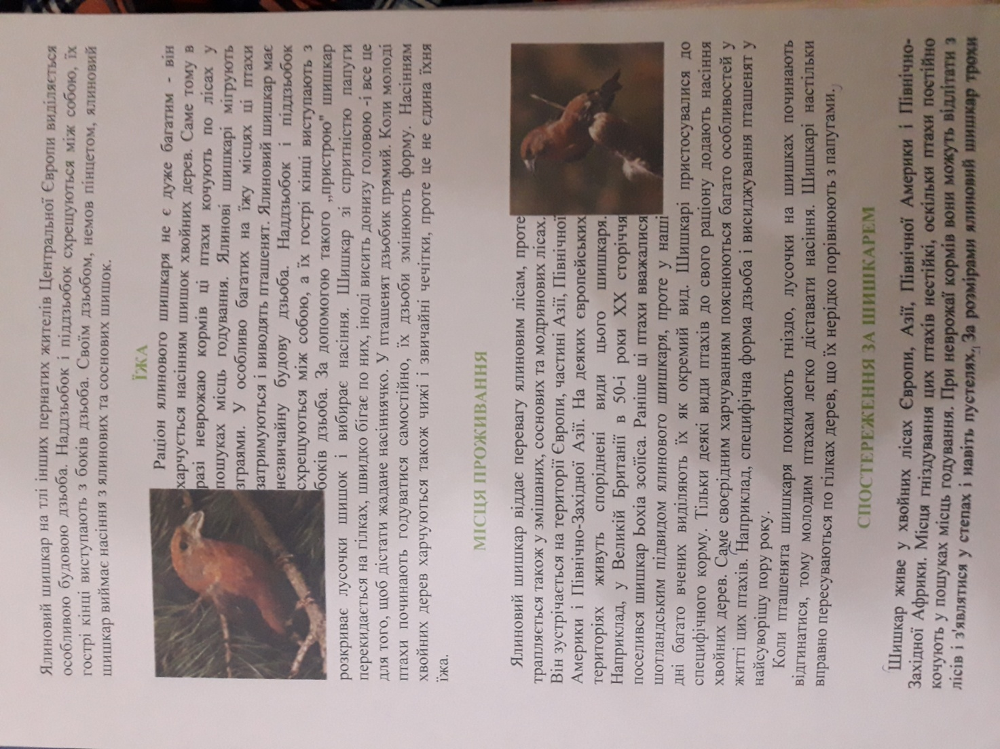 Ялиновий шишкар на тлі інших пернатих жителів Центральної Європи виділяється
особливою будовою дзьоба. Наддзьобок і піддзьобок схрещуються між собою, їх
гострі кінці виступають з боків дзьоба. Своїм дзьобом, немов пінцетом, ялиновий
шишкар виймає насіння з ялинових та соснових шишок.
ЇЖА
Раціон ялинового шишкаря не є дуже багатим - він
харчується насінням шишок хвойних дерев. Саме тому в
разі неврожаю кормів ці птахи кочують по лісах у
пошуках місць годування. Ялинові шишкарі мігрують
зграми. У особливо багатих на їжу місцях ці птахи
затримуються і виводять пташенят. Ялиновий шишкар має
незвичайну будову дзьоба. Наддзьобок і піддзьобок
схрещуються між собою, а їх гострі кінці виступають з
боків дзьоба. За допомогою такого „пристрою" шишкар
розкриває лусочки шишок і вибирає насіння. Шишкар зі спритністю папуги
перекидається на гілках, швидко бігає по них, іноді висить донизу головою -і все це
для того, щоб дістати жадане насіннячко. У пташенят дзьобик прямий. Коли молоді
птахи починають годуватися самостійно, їх дзьоби змінюють форму. Насінням
хвойних дерев харчуються також чижі і звичайні чечітки, проте це не єдина їхня
їжа.
МІСЦЯ ПРОЖИВАННЯ
Ялиновий шишкар віддає перевагу ялиновим лісам, проте
трапляється також у змішаних, соснових та модринових лісах.
Він зустрічається на території Європи, частині Азії, Північної
Америки і Північно-Західної Азії. На деяких європейських
територіях живуть споріднені види цього шишкаря.
Наприклад, у Великій Британії в 50-і роки XX сторіччя
поселився шишкар Ьохіа зсоїіса. Раніше ці птахи вважалися
шотландським підвидом ялинового шишкаря, проте у наші
дні багато вчених виділяють їх як окремий вид. Шишкарі пристосувалися до
специфічного корму. Тільки деякі види птахів до свого раціону додають насіння
хвойних дерев. Саме своєрідним харчуванням пояснюються багато особливостей у
житті цих птахів. Наприклад, специфічна форма дзьоба і висиджування пташенят у
найсуворішу пору року.
Коли пташенята шишкаря покидають гніздо, лусочки на шишках починають
відгинатися, тому молодим птахам легко діставати насіння. Шишкарі настільки
вправно пересуваються по гілках дерев, що їх нерідко порівнюють з папугами.
СПОСТЕРЕЖЕННЯ ЗА ШИШКАРЕМ
Шишкар живе у хвойних лісах Європи, Азії, Північної Америки і Північно-
Західної Африки. Місця гніздування цих птахів нестійкі, оскільки птахи постійно
кочують у пошуках місць годування. При неврожаї кормів вони можуть відлітати з
лісів і з'являтися у степах і навіть пустелях. За розмірами ялиновий шишкар трохи